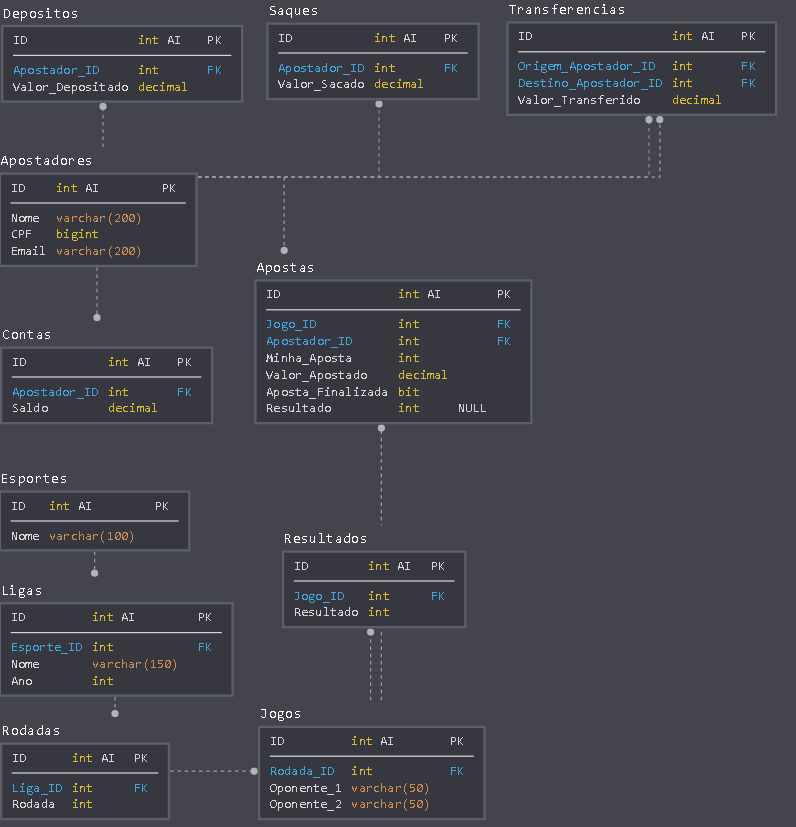 Depositos
ID int AI PK
Apostador_ID int FK
Valor_Depositado decimal
Saques
ID int AI PK
Apostador_ID int FK
Valor_Sacado decimal
Transferencias
ID int AI PK
Origem_Apostador_ID int FK
Destino_Apostador_ID int FK
Valor_Transferido decimal
Apostadores
ID int AI PK
Nome varchar(200)
CPF bigint
Email varchar(200)
Apostas
ID int AI PK
Jogo_ID int FK
Apostador_ID int FK
Minha_Aposta int
Valor_Apostado decimal
Aposta_Finalizada bit
Resultado int NULL
Contas
ID int AI PK
Apostador_ID int FK
Saldo decimal
Esportes
ID int AI PK
Nome varchar(100)
Resultados
ID int AI PK
Jogo_ID int FK
Resultado int
Ligas
ID int AI PK
Esporte_ID int FK
Nome varchar(150)
Ano int
Rodadas
ID int AI PK
Liga_ID int FK
Rodada int
Jogos
ID int AI PK
Rodada_ID int FK
Oponente_1 varchar(50)
Oponente_2 varchar(50)